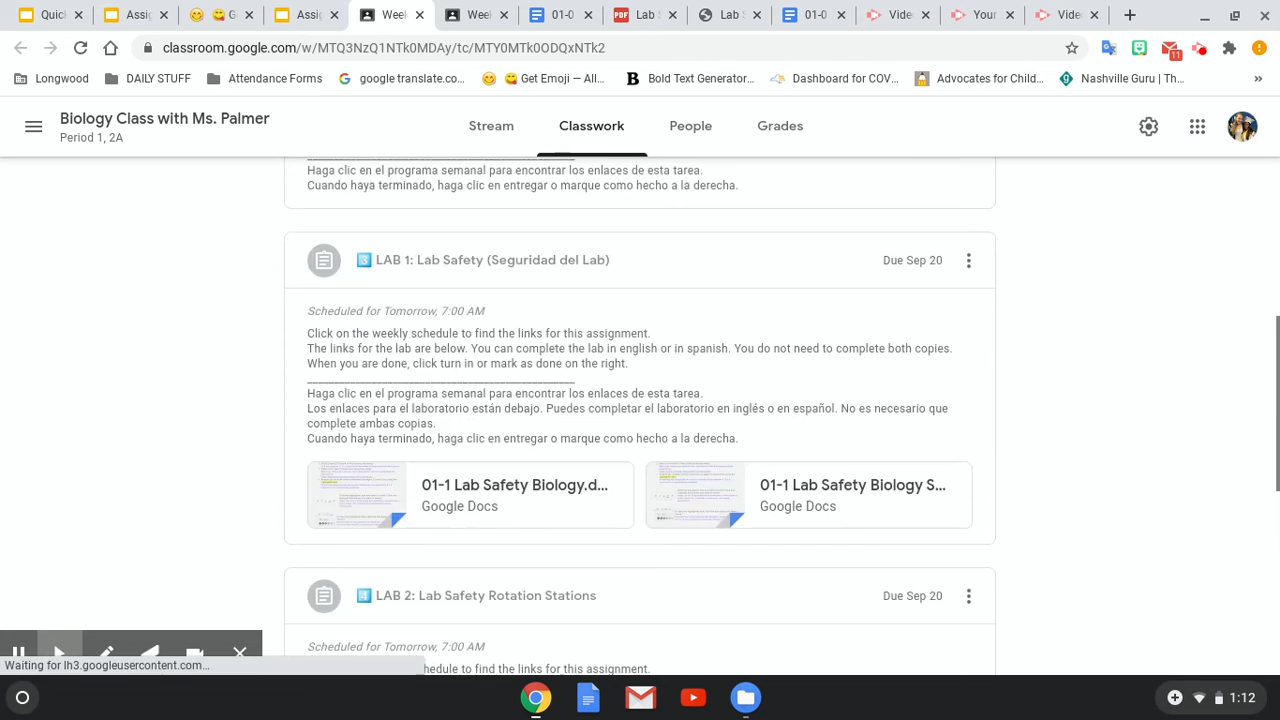 Quick
Assig
G
Assig
Week
Week
01-0
Lab S
Lab S
01-0
Video
Your
Video
classroom.google.com/w/MTQ3NzQ1NTk0MDAy/tc/MTY0MTk0ODQxNTk2
11
Longwood
DAILY STUFF
Attendance Forms
google translate.co...
Get Emoji — All...
Bold Text Generator...
Dashboard for COV...
Advocates for Child...
Nashville Guru | Th...
Biology Class with Ms. Palmer
Period 1, 2A
Stream
Classwork
People
Grades
Haga clic en el programa semanal para encontrar los enlaces de esta tarea.
Cuando haya terminado, haga clic en entregar o marque como hecho a la derecha.
3 LAB 1: Lab Safety (Seguridad del Lab)
Due Sep 20
Scheduled for Tomorrow, 7:00 AM
Click on the weekly schedule to find the links for this assignment.
The links for the lab are below. You can complete the lab in english or in spanish. You do not need to complete both copies.
When you are done, click turn in or mark as done on the right.
Haga clic en el programa semanal para encontrar los enlaces de esta tarea.
Los enlaces para el laboratorio están debajo. Puedes completar el laboratorio en inglés o en español. No es necesario que
complete ambas copias.
Cuando haya terminado, haga clic en entregar o marque como hecho a la derecha.
01-1 Lab Safety Biology.d...
Google Docs
01-1 Lab Safety Biology S...
Google Docs
4 LAB 2: Lab Safety Rotation Stations
Due Sep 20
Scheduled for Tomorrow, 7:00 AM
hedule to find the links for this assignment.
Waiting for lh3.googleusercontent.com...
1:12